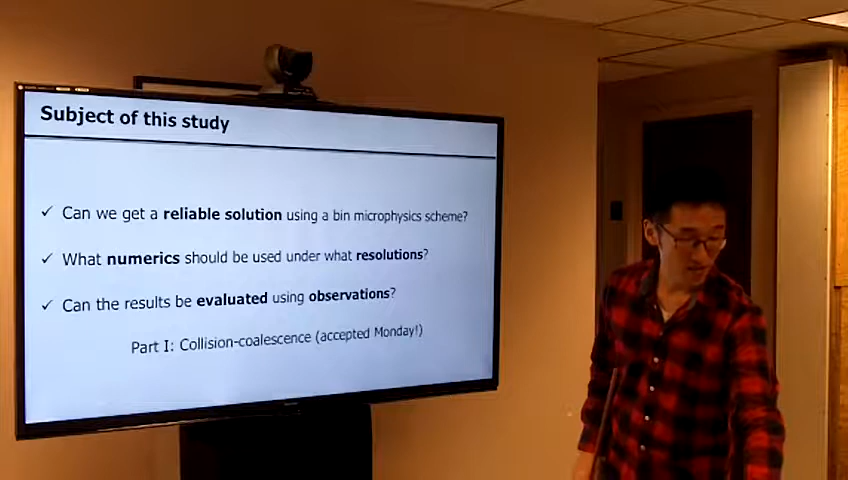 Subject of this study
✓ Can we get a reliable solution using a bin microphysics scheme?
✓ What numerics should be used under what resolutions?
✓ Can the results be evaluated using observations?
Part I: Collision-coalescence (accepted Monday!)